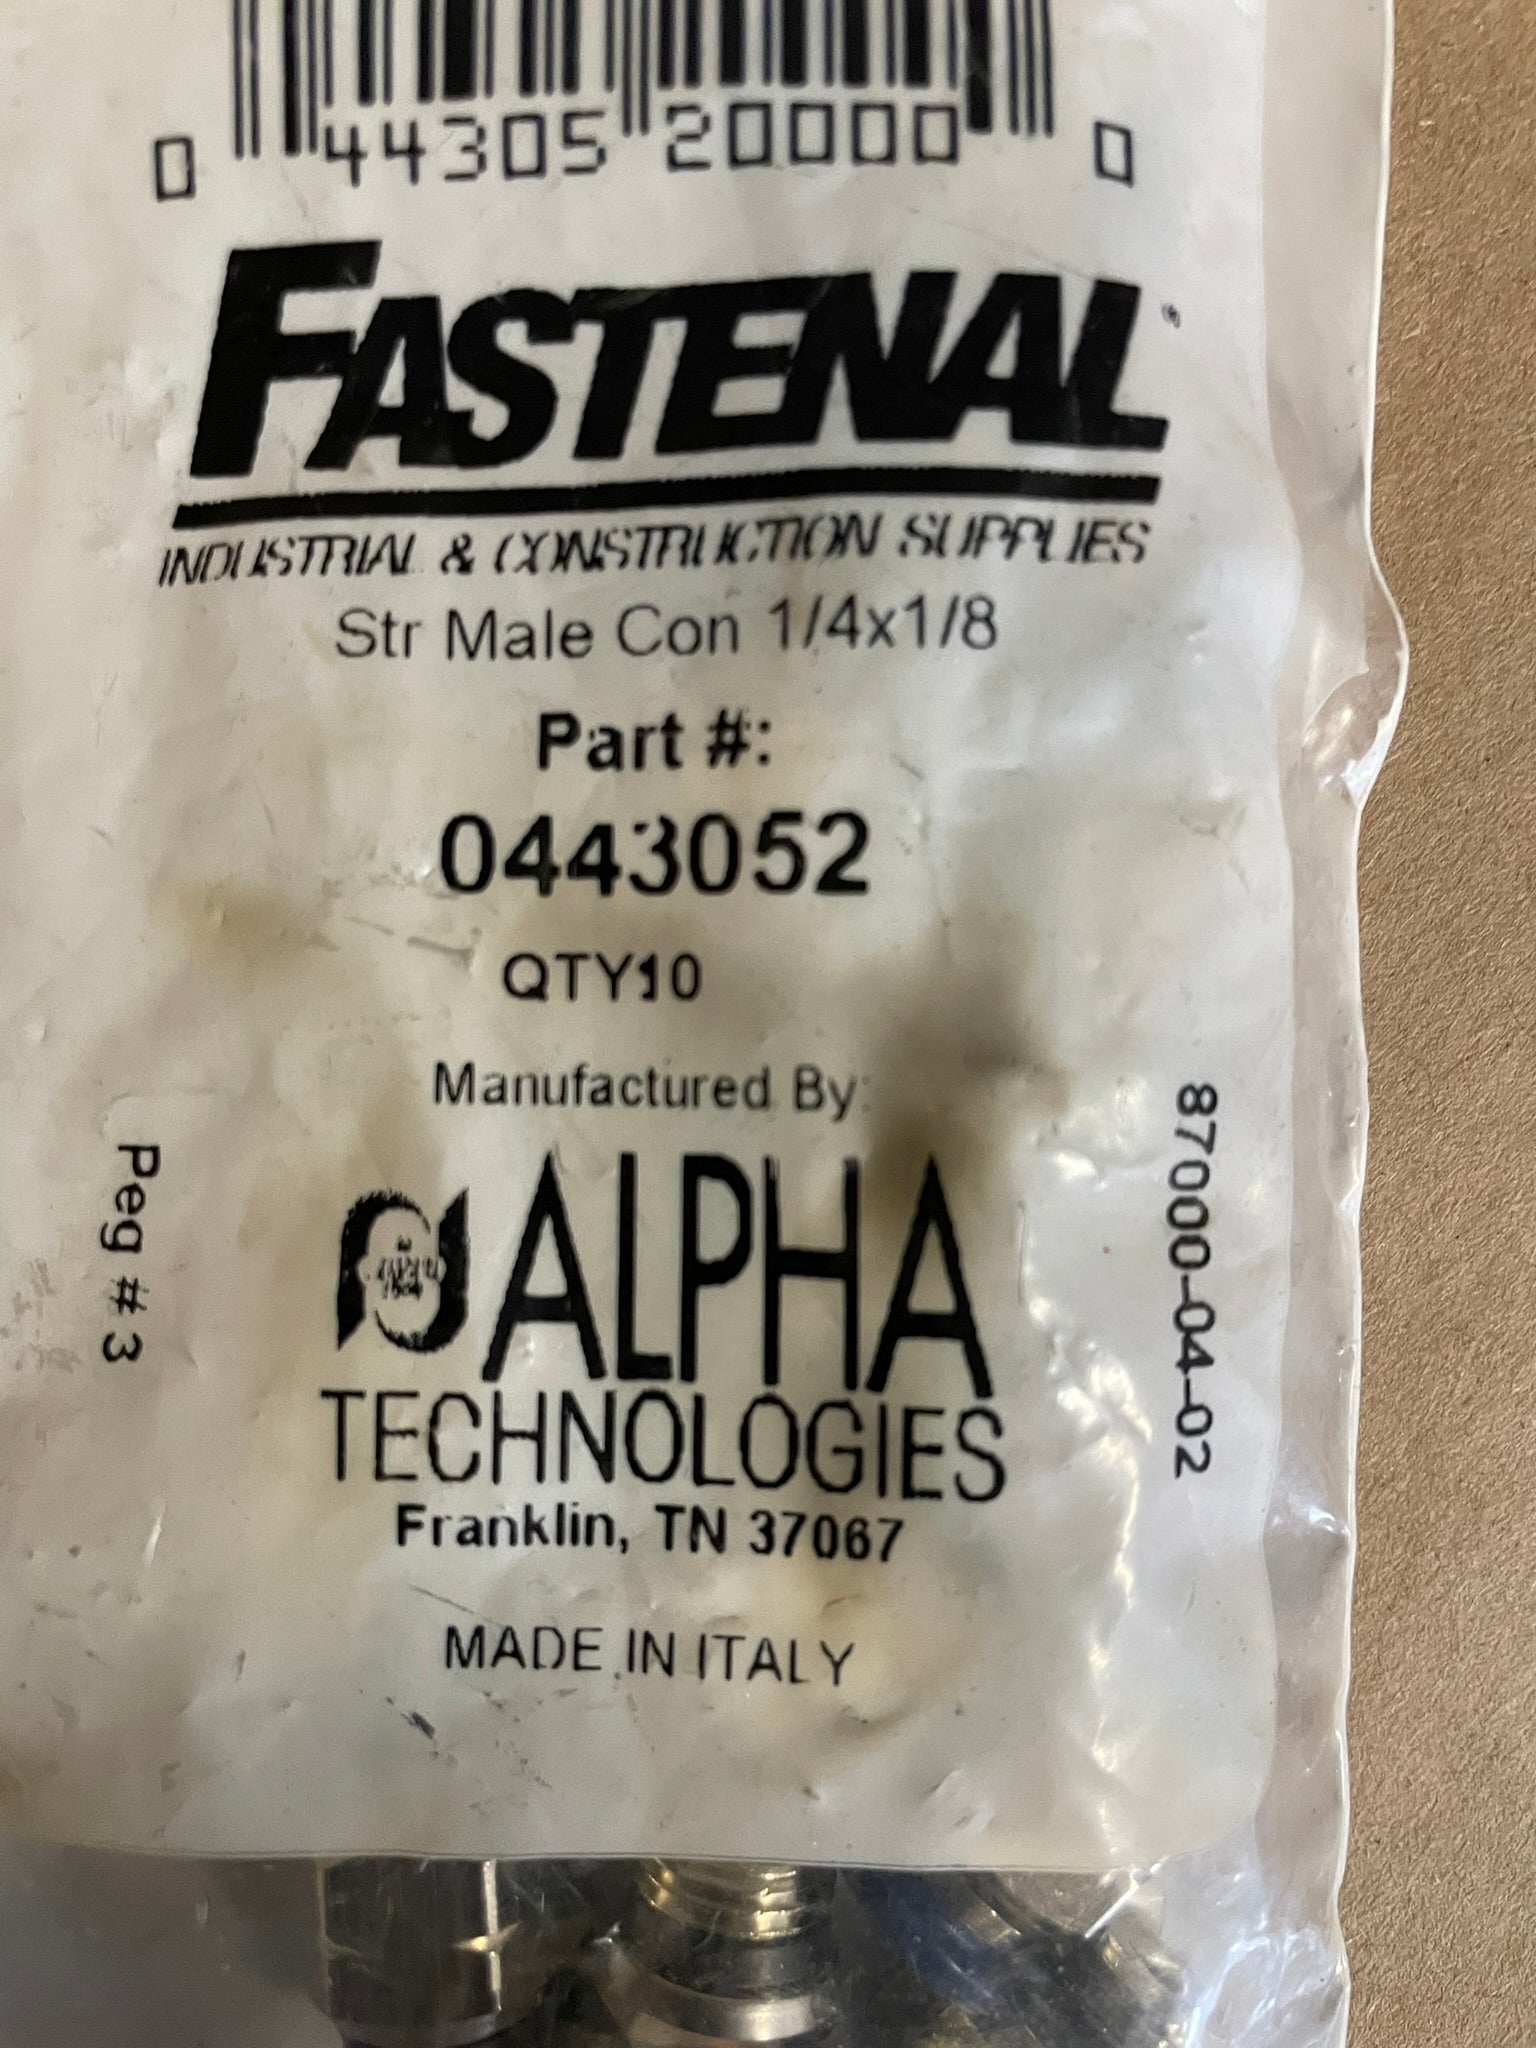 0 44305 20000 0
FASTENAL®
INDUSTRIAL & CONSTRUCTION SUPPLIES
Str Male Con 1/4x1/8
Part #:
0443052
QTY10
Manufactured By:
ALPHA
TECHNOLOGIES
Franklin, TN 37067
MADE IN ITALY
Peg # 3
87000-04-02